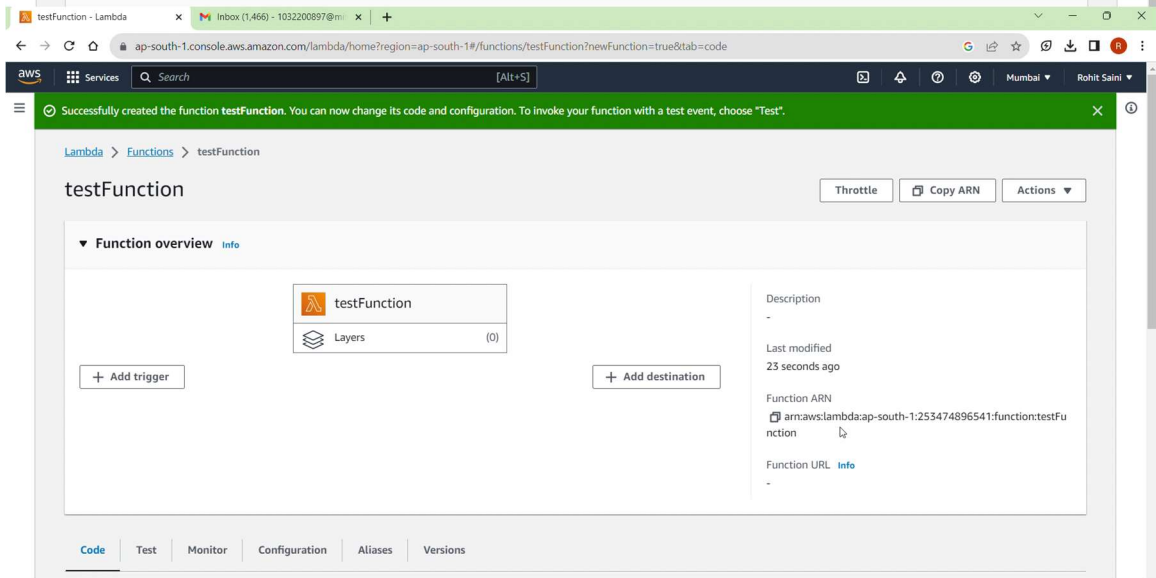 testFunction - Lambda
Inbox (1,466) - 1032200897@mi
ap-south-1.console.aws.amazon.com/lambda/home?region=ap-south-1#/functions/testFunction?newFunction=true&tab=code
R
aws
Services
Search
[Alt+S]
Mumbai ▼
Rohit Saini ▼
Successfully created the function testFunction. You can now change its code and configuration. To invoke your function with a test event, choose "Test".
Lambda > Functions > testFunction
testFunction
Throttle
Copy ARN
Actions ▼
▼ Function overview Info
testFunction
Layers
(0)
+ Add trigger
+ Add destination
Description
-
Last modified
23 seconds ago
Function ARN
arn:aws:lambda:ap-south-1:253474896541:function:testFu
nction
Function URL Info
-
Code
Test
Monitor
Configuration
Aliases
Versions